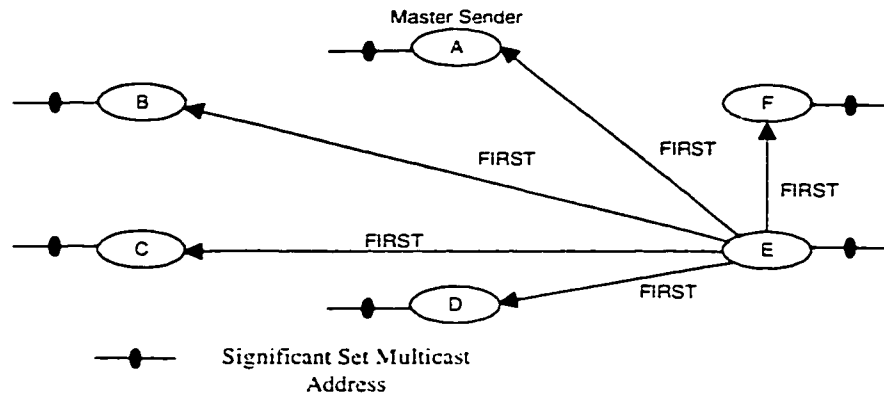 Master Sender
A
B
F
FIRST
FIRST
FIRST
C
FIRST
E
D
FIRST
Significant Set Multicast
Address